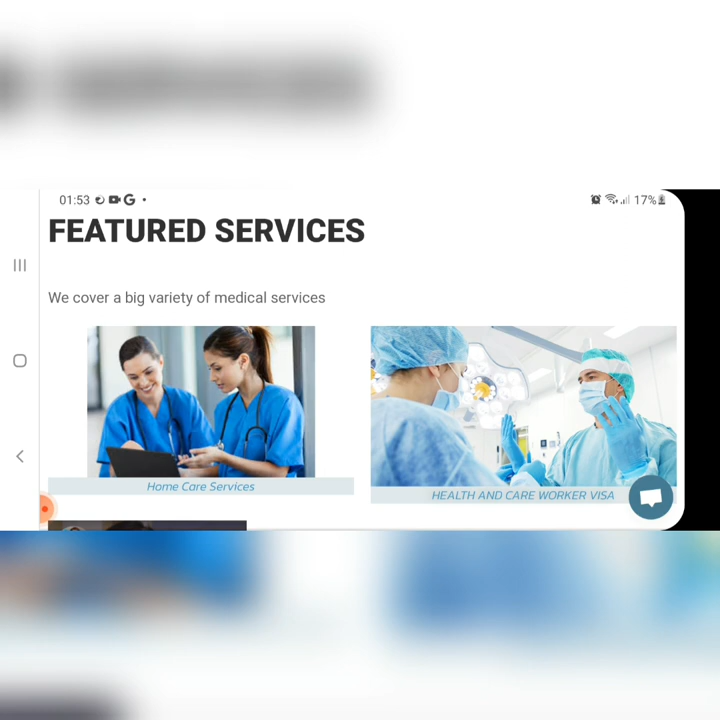 01:53
17%
FEATURED SERVICES
We cover a big variety of medical services
Home Care Services
HEALTH AND CARE WORKER VISA